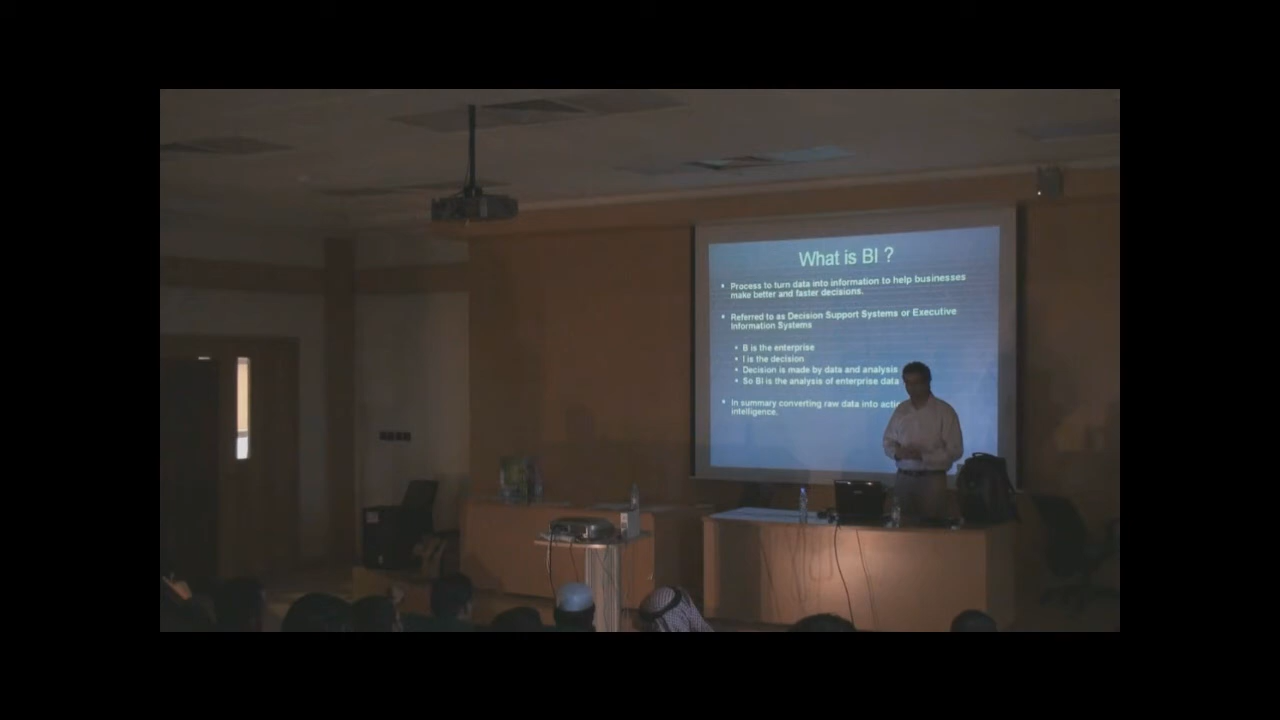 What is BI ?
• Process to turn data into information to help businesses
make better and faster decisions.
• Referred to as Decision Support Systems or Executive
Information Systems
• B is the enterprise
• I is the decision
• Decision is made by data and analysis
• So BI is the analysis of enterprise data
• In summary converting raw data into
intelligence.